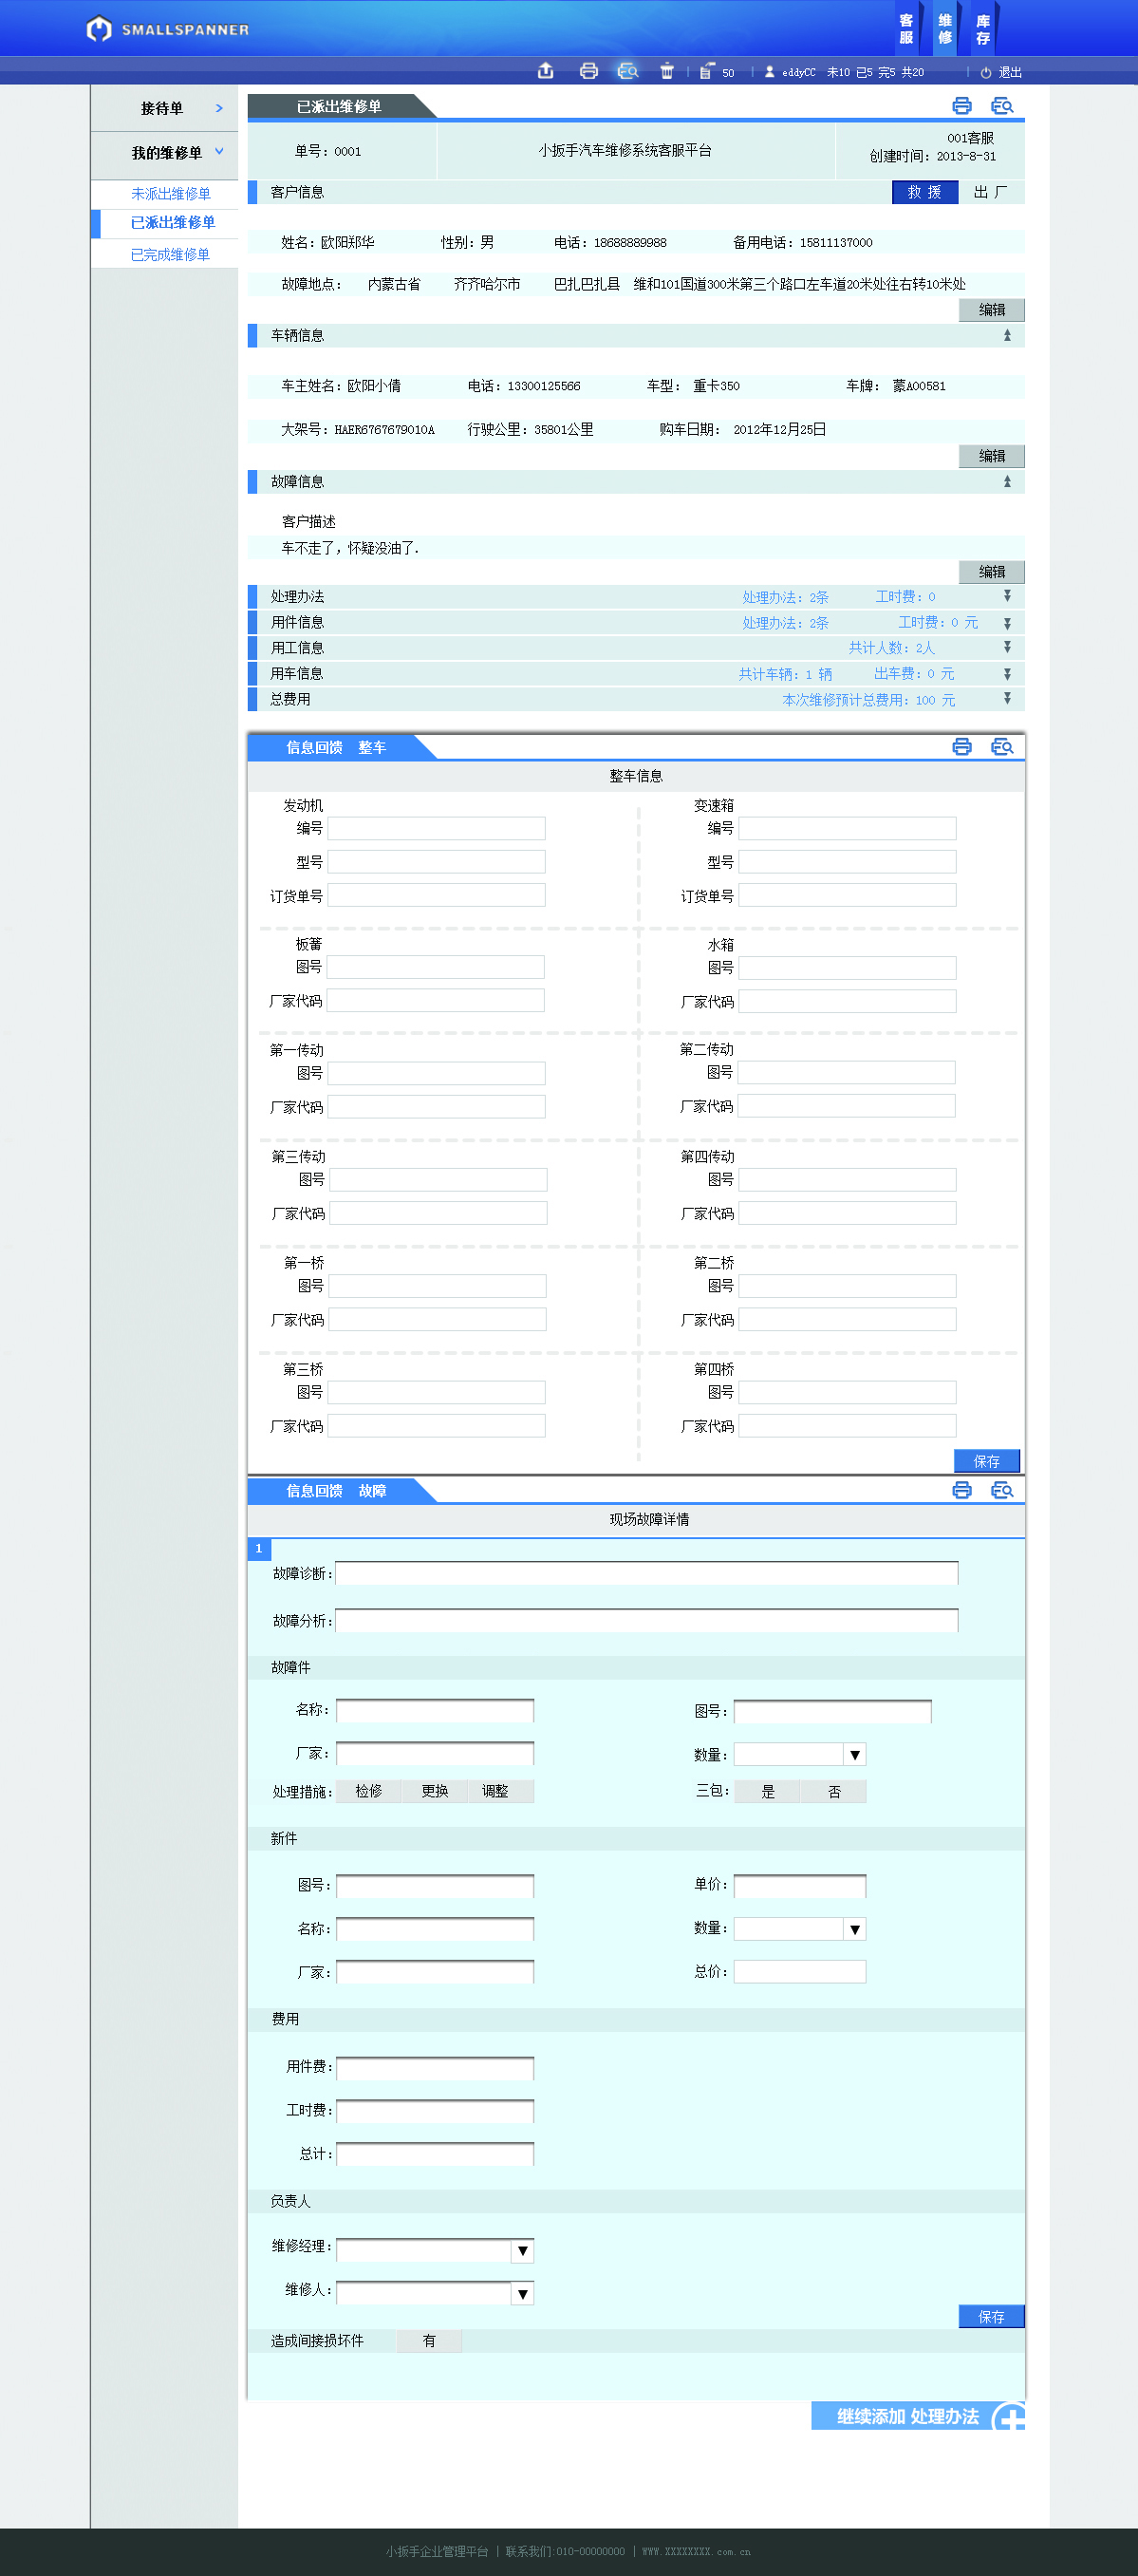 SMALLSPANNER
客服 维修 库存
50 eddyCC 未10 已5 完5 共20 退出
接待单
我的维修单
未派出维修单
已派出维修单
已完成维修单
已派出维修单
单号：0001 小扳手汽车维修系统客服平台 001客服
创建时间：2013-8-31
客户信息 救 援 出 厂
姓名：欧阳郑华 性别：男 电话：18688889988 备用电话：15811137000
故障地点： 内蒙古省 齐齐哈尔市 巴扎巴扎县 维和101国道300米第三个路口左车道20米处往右转10米处
编辑
车辆信息
车主姓名：欧阳小倩 电话：13300125566 车型： 重卡350 车牌： 蒙A00581
大架号：HAER6767679010A 行驶公里：35801公里 购车日期： 2012年12月25日
编辑
故障信息
客户描述
车不走了，怀疑没油了.
编辑
处理办法 处理办法：2条 工时费：0
用件信息 处理办法：2条 工时费：0 元
用工信息 共计人数：2人
用车信息 共计车辆：1 辆 出车费：0 元
总费用 本次维修预计总费用：100 元
信息回馈 整车
整车信息
发动机 变速箱
编号 编号
型号 型号
订货单号 订货单号
板簧 水箱
图号 图号
厂家代码 厂家代码
第一传动 第二传动
图号 图号
厂家代码 厂家代码
第三传动 第四传动
图号 图号
厂家代码 厂家代码
第一桥 第二桥
图号 图号
厂家代码 厂家代码
第三桥 第四桥
图号 图号
厂家代码 厂家代码
保存
信息回馈 故障
现场故障详情
1
故障诊断：
故障分析：
故障件
名称： 图号：
厂家： 数量：
处理措施： 检修 更换 调整 三包： 是 否
新件
图号： 单价：
名称： 数量：
厂家： 总价：
费用
用件费：
工时费：
总计：
负责人
维修经理：
维修人：
保存
造成间接损坏件 有
继续添加 处理办法
小扳手企业管理平台 | 联系我们:010-00000000 | WWW.XXXXXXXX.com.cn